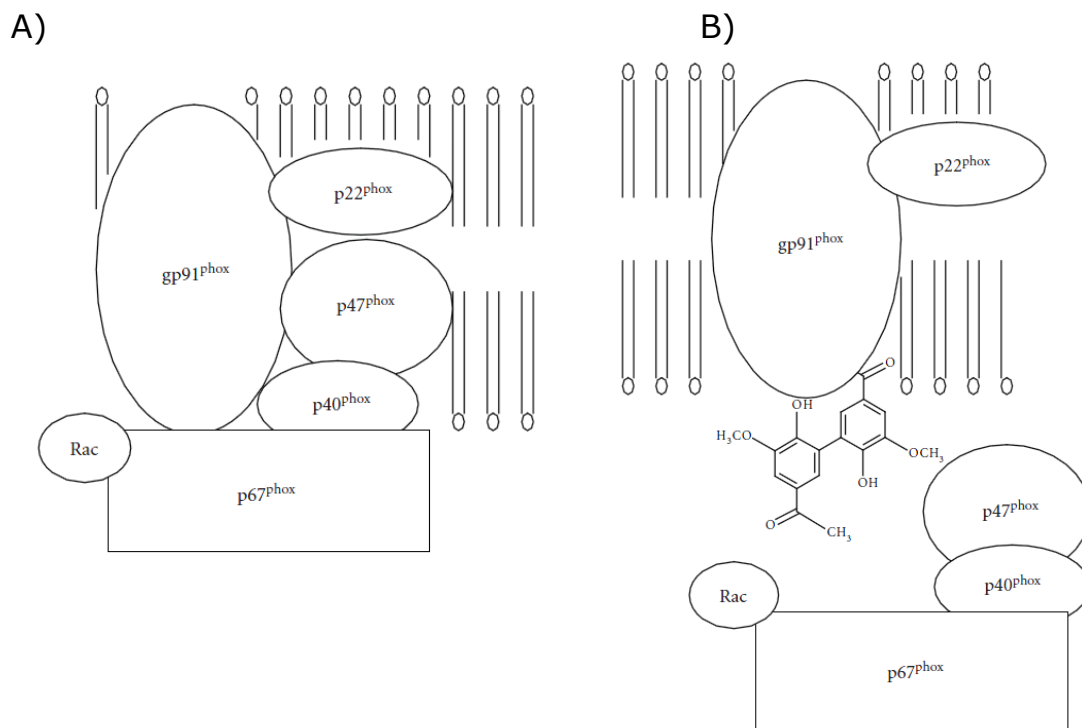 A)
B)
p22phox
gp91phox
p47phox
p40phox
Rac
p67phox
p22phox
gp91phox
O
OH
H3CO
OCH3
OH
O
CH3
p47phox
p40phox
Rac
p67phox